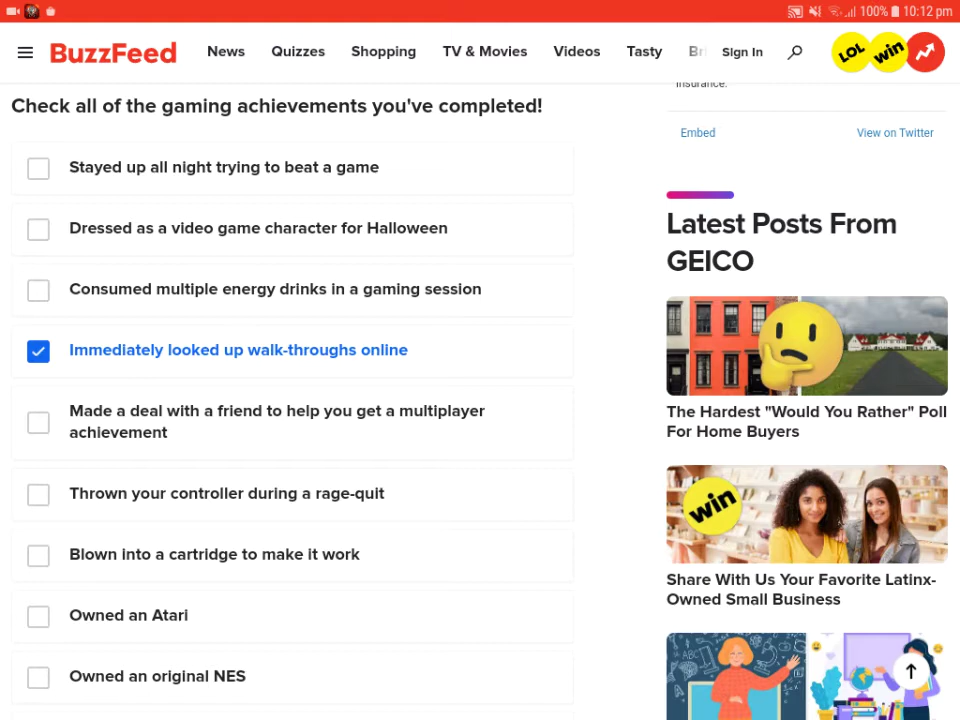 100% 10:12 pm
BuzzFeed News Quizzes Shopping TV & Movies Videos Tasty Bri Sign In LOL win
Check all of the gaming achievements you've completed!
Stayed up all night trying to beat a game
Dressed as a video game character for Halloween
Consumed multiple energy drinks in a gaming session
Immediately looked up walk-throughs online
Made a deal with a friend to help you get a multiplayer
achievement
Thrown your controller during a rage-quit
Blown into a cartridge to make it work
Owned an Atari
Owned an original NES
insurance.
Embed View on Twitter
Latest Posts From
GEICO
The Hardest "Would You Rather" Poll
For Home Buyers
win
Share With Us Your Favorite Latinx-
Owned Small Business
ABC